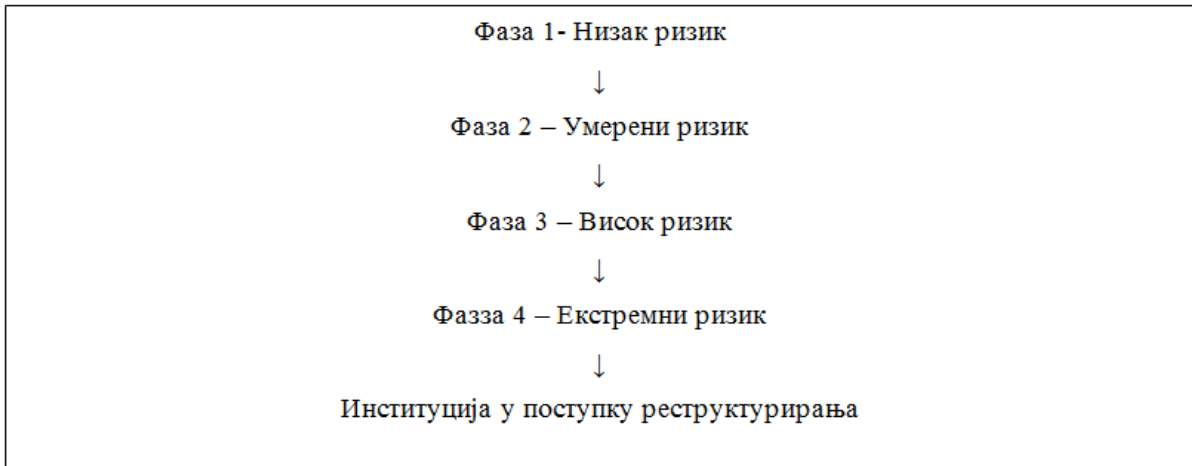 Фаза 1- Низак ризик
↓
Фаза 2 – Умерени ризик
↓
Фаза 3 – Висок ризик
↓
Фазза 4 – Екстремни ризик
↓
Институција у поступку реструктурирања